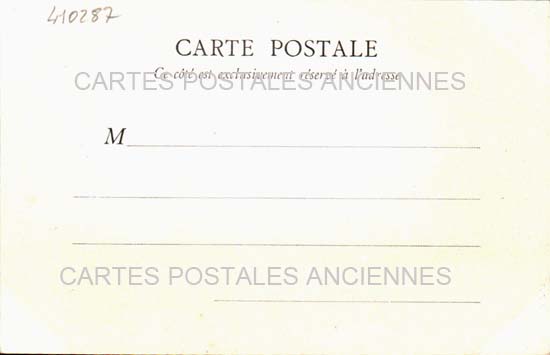 410287
CARTE POSTALE
Ce côté est exclusivement réservé à l'adresse
CARTES POSTALES ANCIENNES
M
CARTES POSTALES ANCIENNES